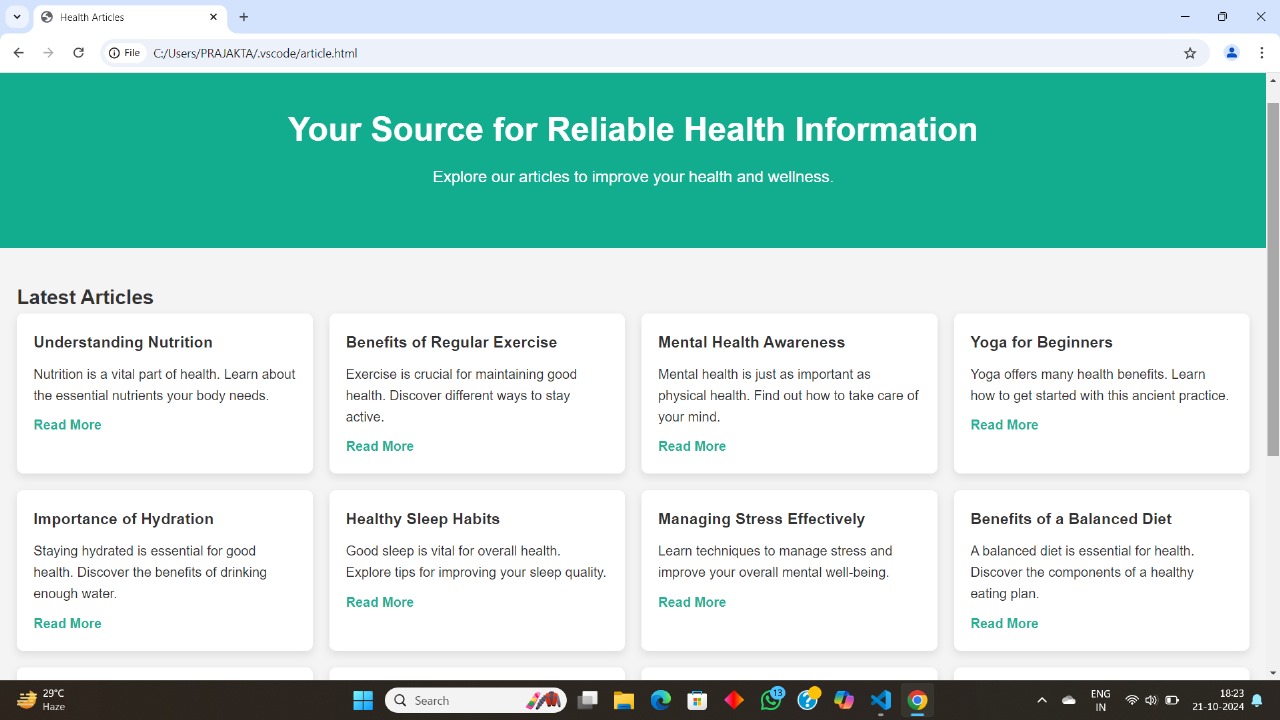 Health Articles
File
C:/Users/PRAJAKTA/.vscode/article.html
Your Source for Reliable Health Information
Explore our articles to improve your health and wellness.
Latest Articles
Understanding Nutrition
Nutrition is a vital part of health. Learn about
the essential nutrients your body needs.
Read More
Benefits of Regular Exercise
Exercise is crucial for maintaining good
health. Discover different ways to stay
active.
Read More
Mental Health Awareness
Mental health is just as important as
physical health. Find out how to take care of
your mind.
Read More
Yoga for Beginners
Yoga offers many health benefits. Learn
how to get started with this ancient practice.
Read More
Importance of Hydration
Staying hydrated is essential for good
health. Discover the benefits of drinking
enough water.
Read More
Healthy Sleep Habits
Good sleep is vital for overall health.
Explore tips for improving your sleep quality.
Read More
Managing Stress Effectively
Learn techniques to manage stress and
improve your overall mental well-being.
Read More
Benefits of a Balanced Diet
A balanced diet is essential for health.
Discover the components of a healthy
eating plan.
Read More
29°C
Haze
Search
13
ENG
IN
18:23
21-10-2024